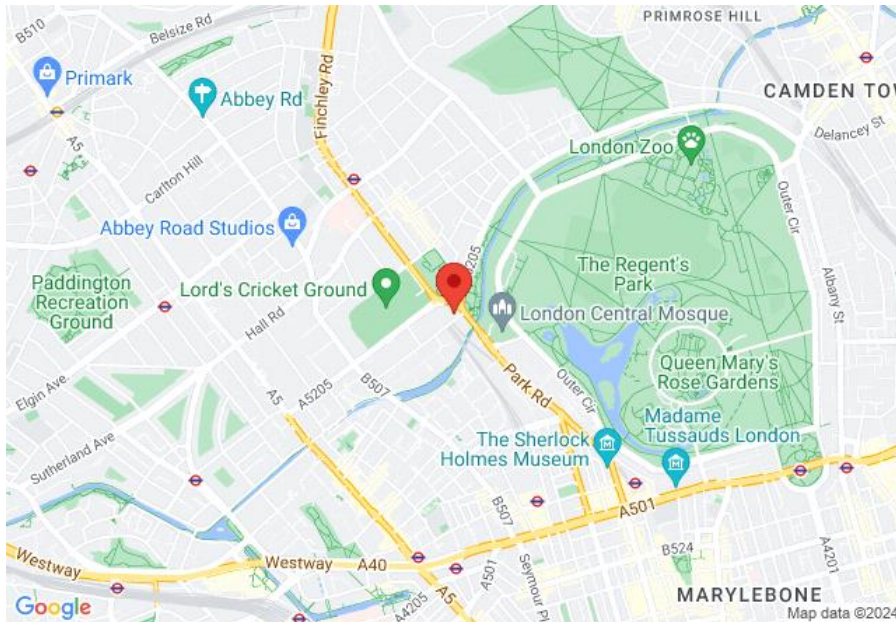 PRIMROSE HILL
B510
Belsize Rd
Primark
CAMDEN TOW
Abbey Rd
Finchley Rd
Delancey St
A5
London Zoo
Carlton Hill
Outer Cir
Abbey Road Studios
A5205
Paddington
Recreation
Ground
Lord's Cricket Ground
The Regent's
Park
Albany St
Hall Rd
London Central Mosque
Elgin Ave.
B507
Park Rd
Outer Cir
Queen Mary's
Rose Gardens
A5205
A5
Madame
Tussauds London
Sutherland Ave
The Sherlock
Holmes Museum
B507
A501
Westway
Westway
A40
B524
A4201
A501
Seymour Pl
A4205
A5
MARYLEBONE
Google
Map data ©2024